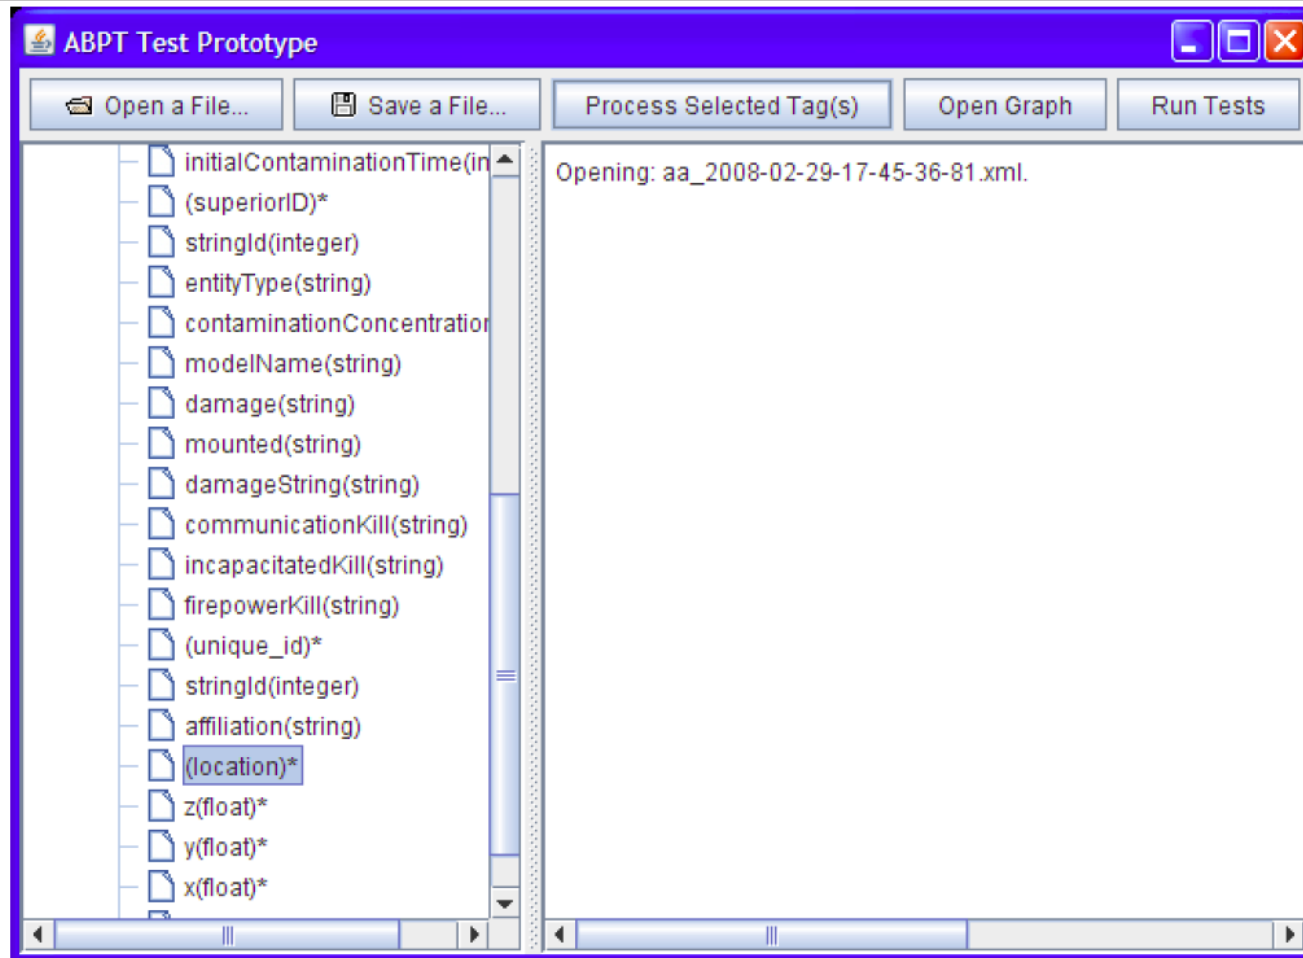 ABPT Test Prototype
Open a File... Save a File... Process Selected Tag(s) Open Graph Run Tests
initialContaminationTime(in
(superiorID)*
stringId(integer)
entityType(string)
contaminationConcentration
modelName(string)
damage(string)
mounted(string)
damageString(string)
communicationKill(string)
incapacitatedKill(string)
firepowerKill(string)
(unique_id)*
stringId(integer)
affiliation(string)
(location)*
z(float)*
y(float)*
x(float)*
Opening: aa_2008-02-29-17-45-36-81.xml.